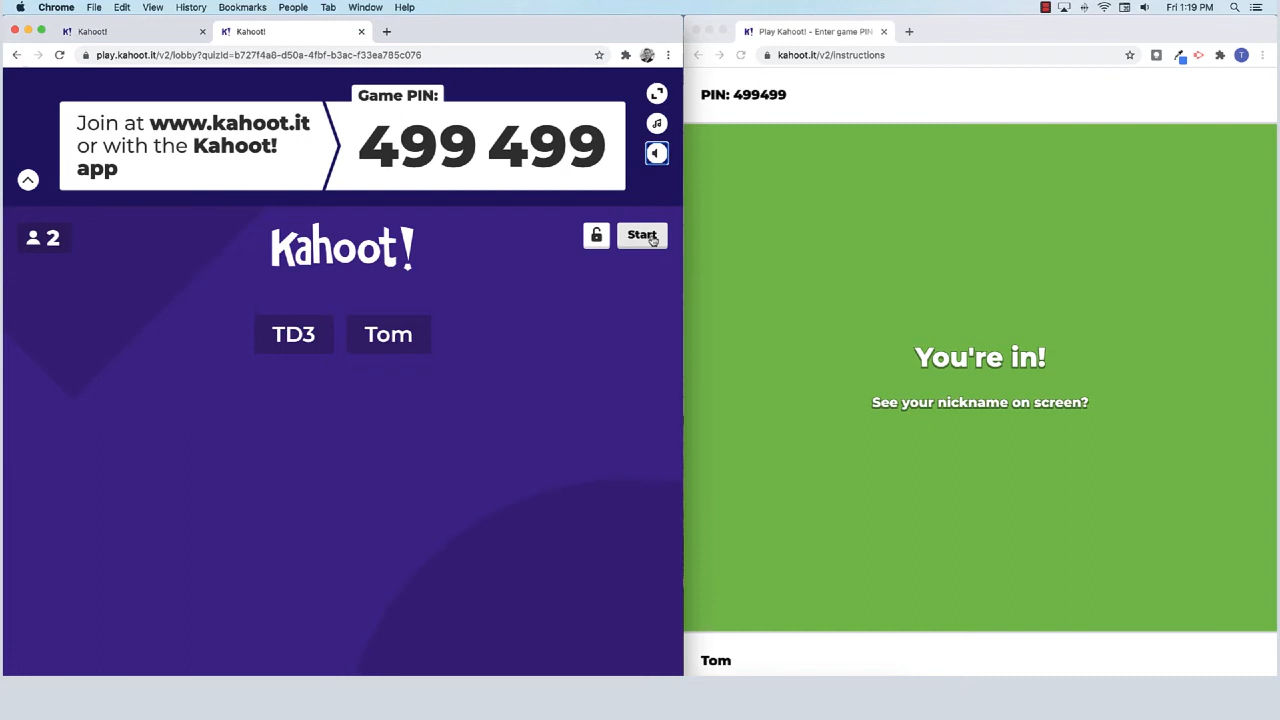 Chrome File Edit View History Bookmarks People Tab Window Help Fri 1:19 PM
Kahoot! Kahoot!
play.kahoot.it/v2/lobby?quizId=b727f4a8-d50a-4fbf-b3ac-f33ea785c076
Game PIN:
Join at www.kahoot.it
or with the Kahoot!
app
499 499
2
Kahoot!
Start
TD3 Tom
Play Kahoot! - Enter game PIN
kahoot.it/v2/instructions
T
PIN: 499499
You're in!
See your nickname on screen?
Tom